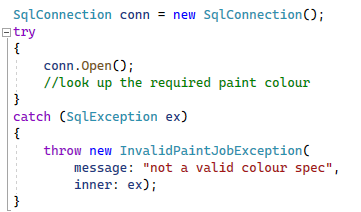 SqlConnection conn = new SqlConnection();
try
{
    conn.Open();
    //look up the required paint colour
}
catch (SqlException ex)
{
    throw new InvalidPaintJobException(
        message: "not a valid colour spec",
        inner: ex);
}